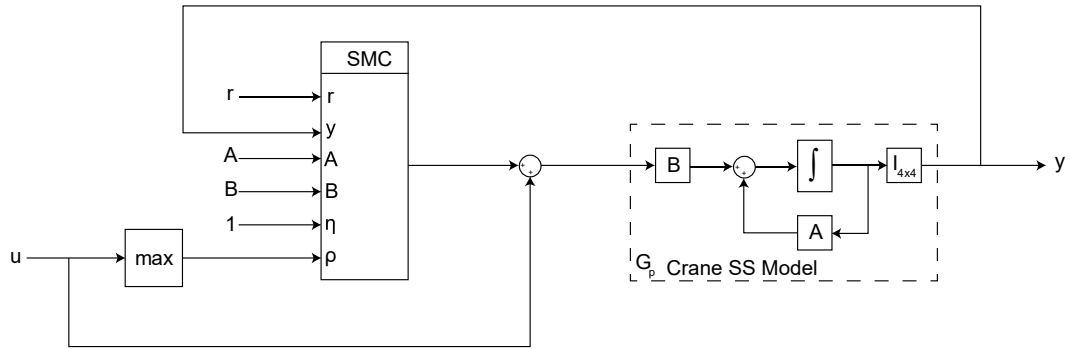 SMC
r
r
y
A
A
B
B
1
η
u
max
ρ
+
+
B
+
+
∫
I4x4
y
A
Gp Crane SS Model